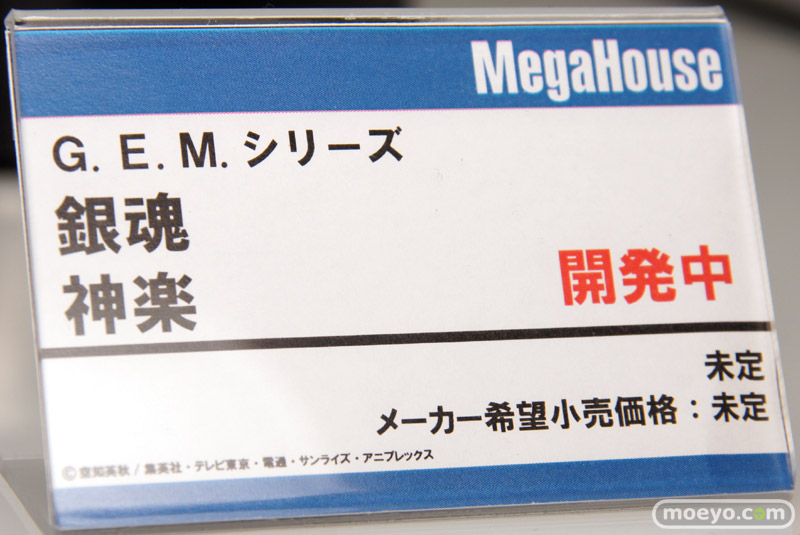 MegaHouse
G.E.M.シリーズ
銀魂
神楽
開発中
未定
メーカー希望小売価格：未定
©空知英秋/集英社・テレビ東京・電通・サンライズ・アニプレックス
moeyo.com